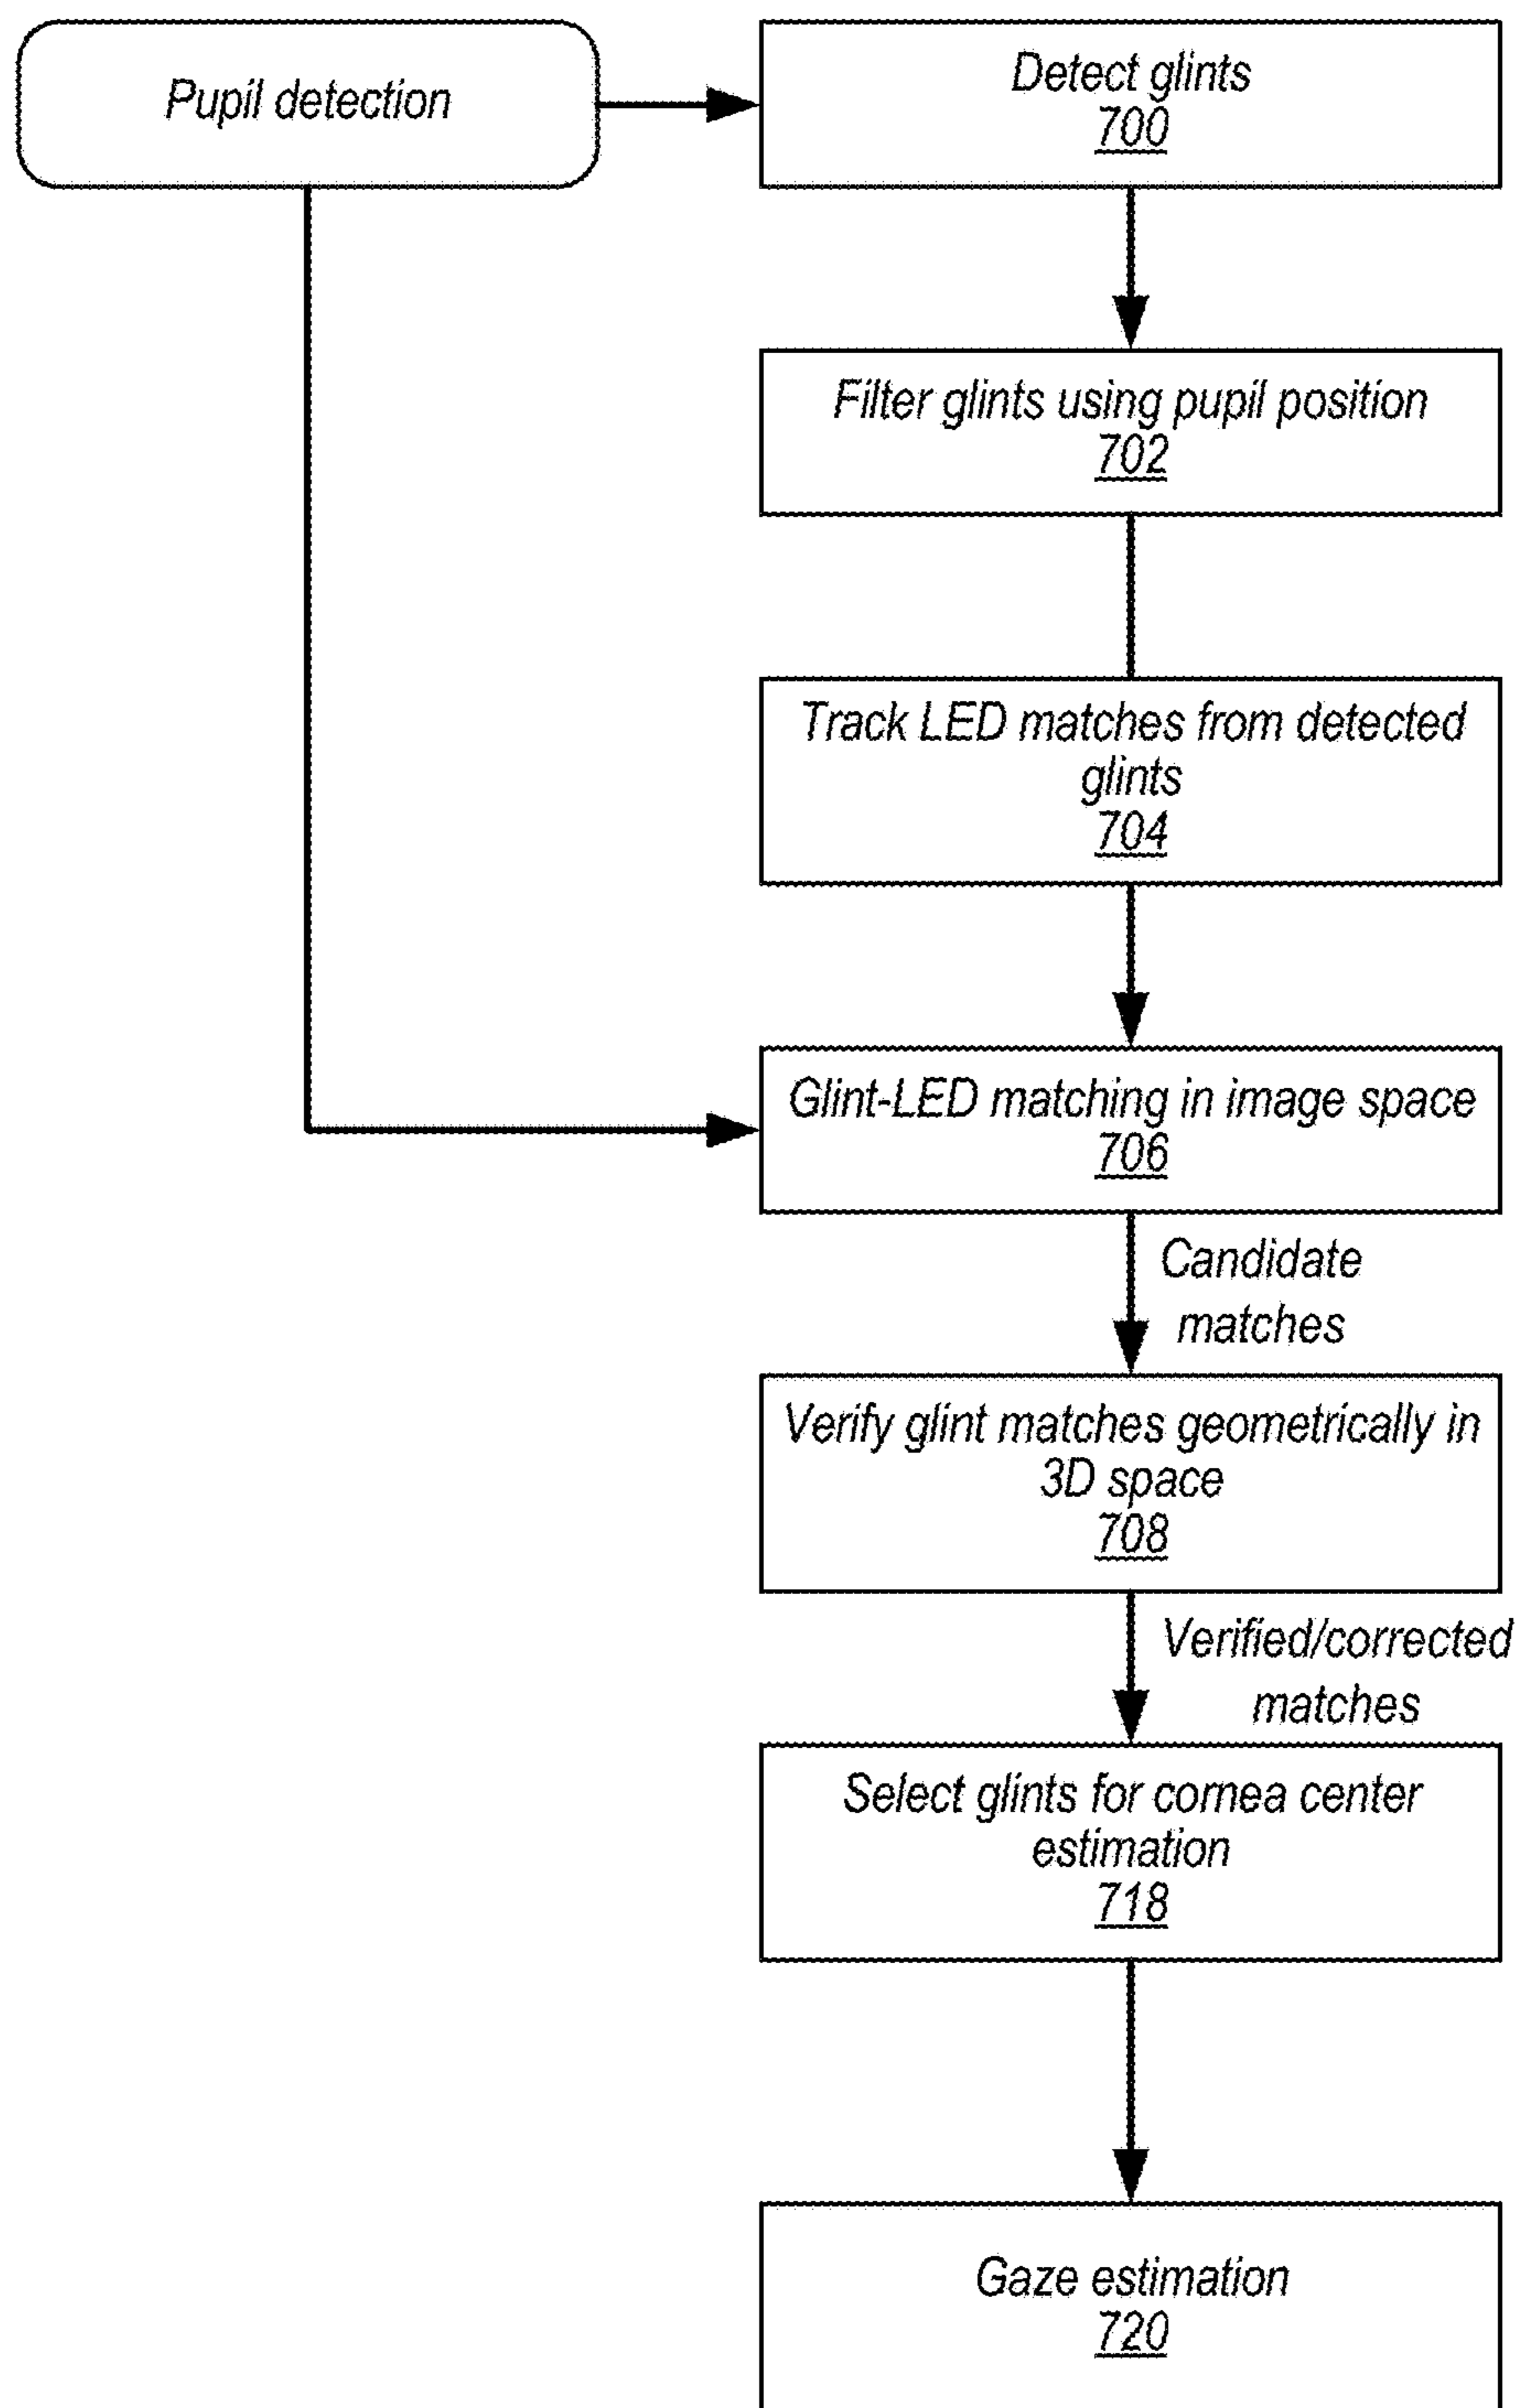 Pupil detection
Detect glints
700
Filter glints using pupil position
702
Track LED matches from detected
glints
704
Glint-LED matching in image space
706
Candidate
matches
Verify glint matches geometrically in
3D space
708
Verified/corrected
matches
Select glints for cornea center
estimation
718
Gaze estimation
720